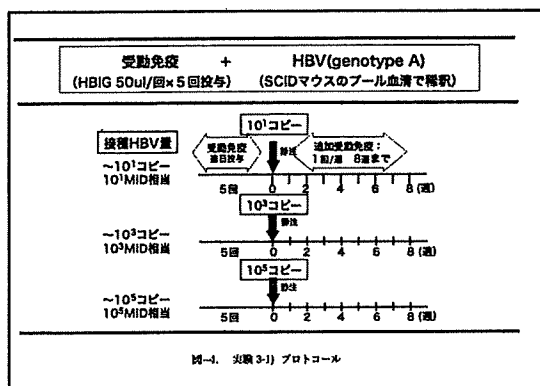 受動免疫 + HBV(genotype A)
(HBIG 50ul/回×5回投与) (SCIDマウスのプール血清で稀釈)
10¹コピー
接種HBV量
受動免疫
連日投与
静注
追加受動免疫:
1回/週 8週まで
~10¹コピー
10¹MID相当
5回 0 2 4 6 8 (週)
10³コピー
静注
~10³コピー
10³MID相当
5回 0 2 4 6 8 (週)
10⁵コピー
静注
~10⁵コピー
10⁵MID相当
5回 0 2 4 6 8 (週)
図-4. 実験 3-1) プロトコール